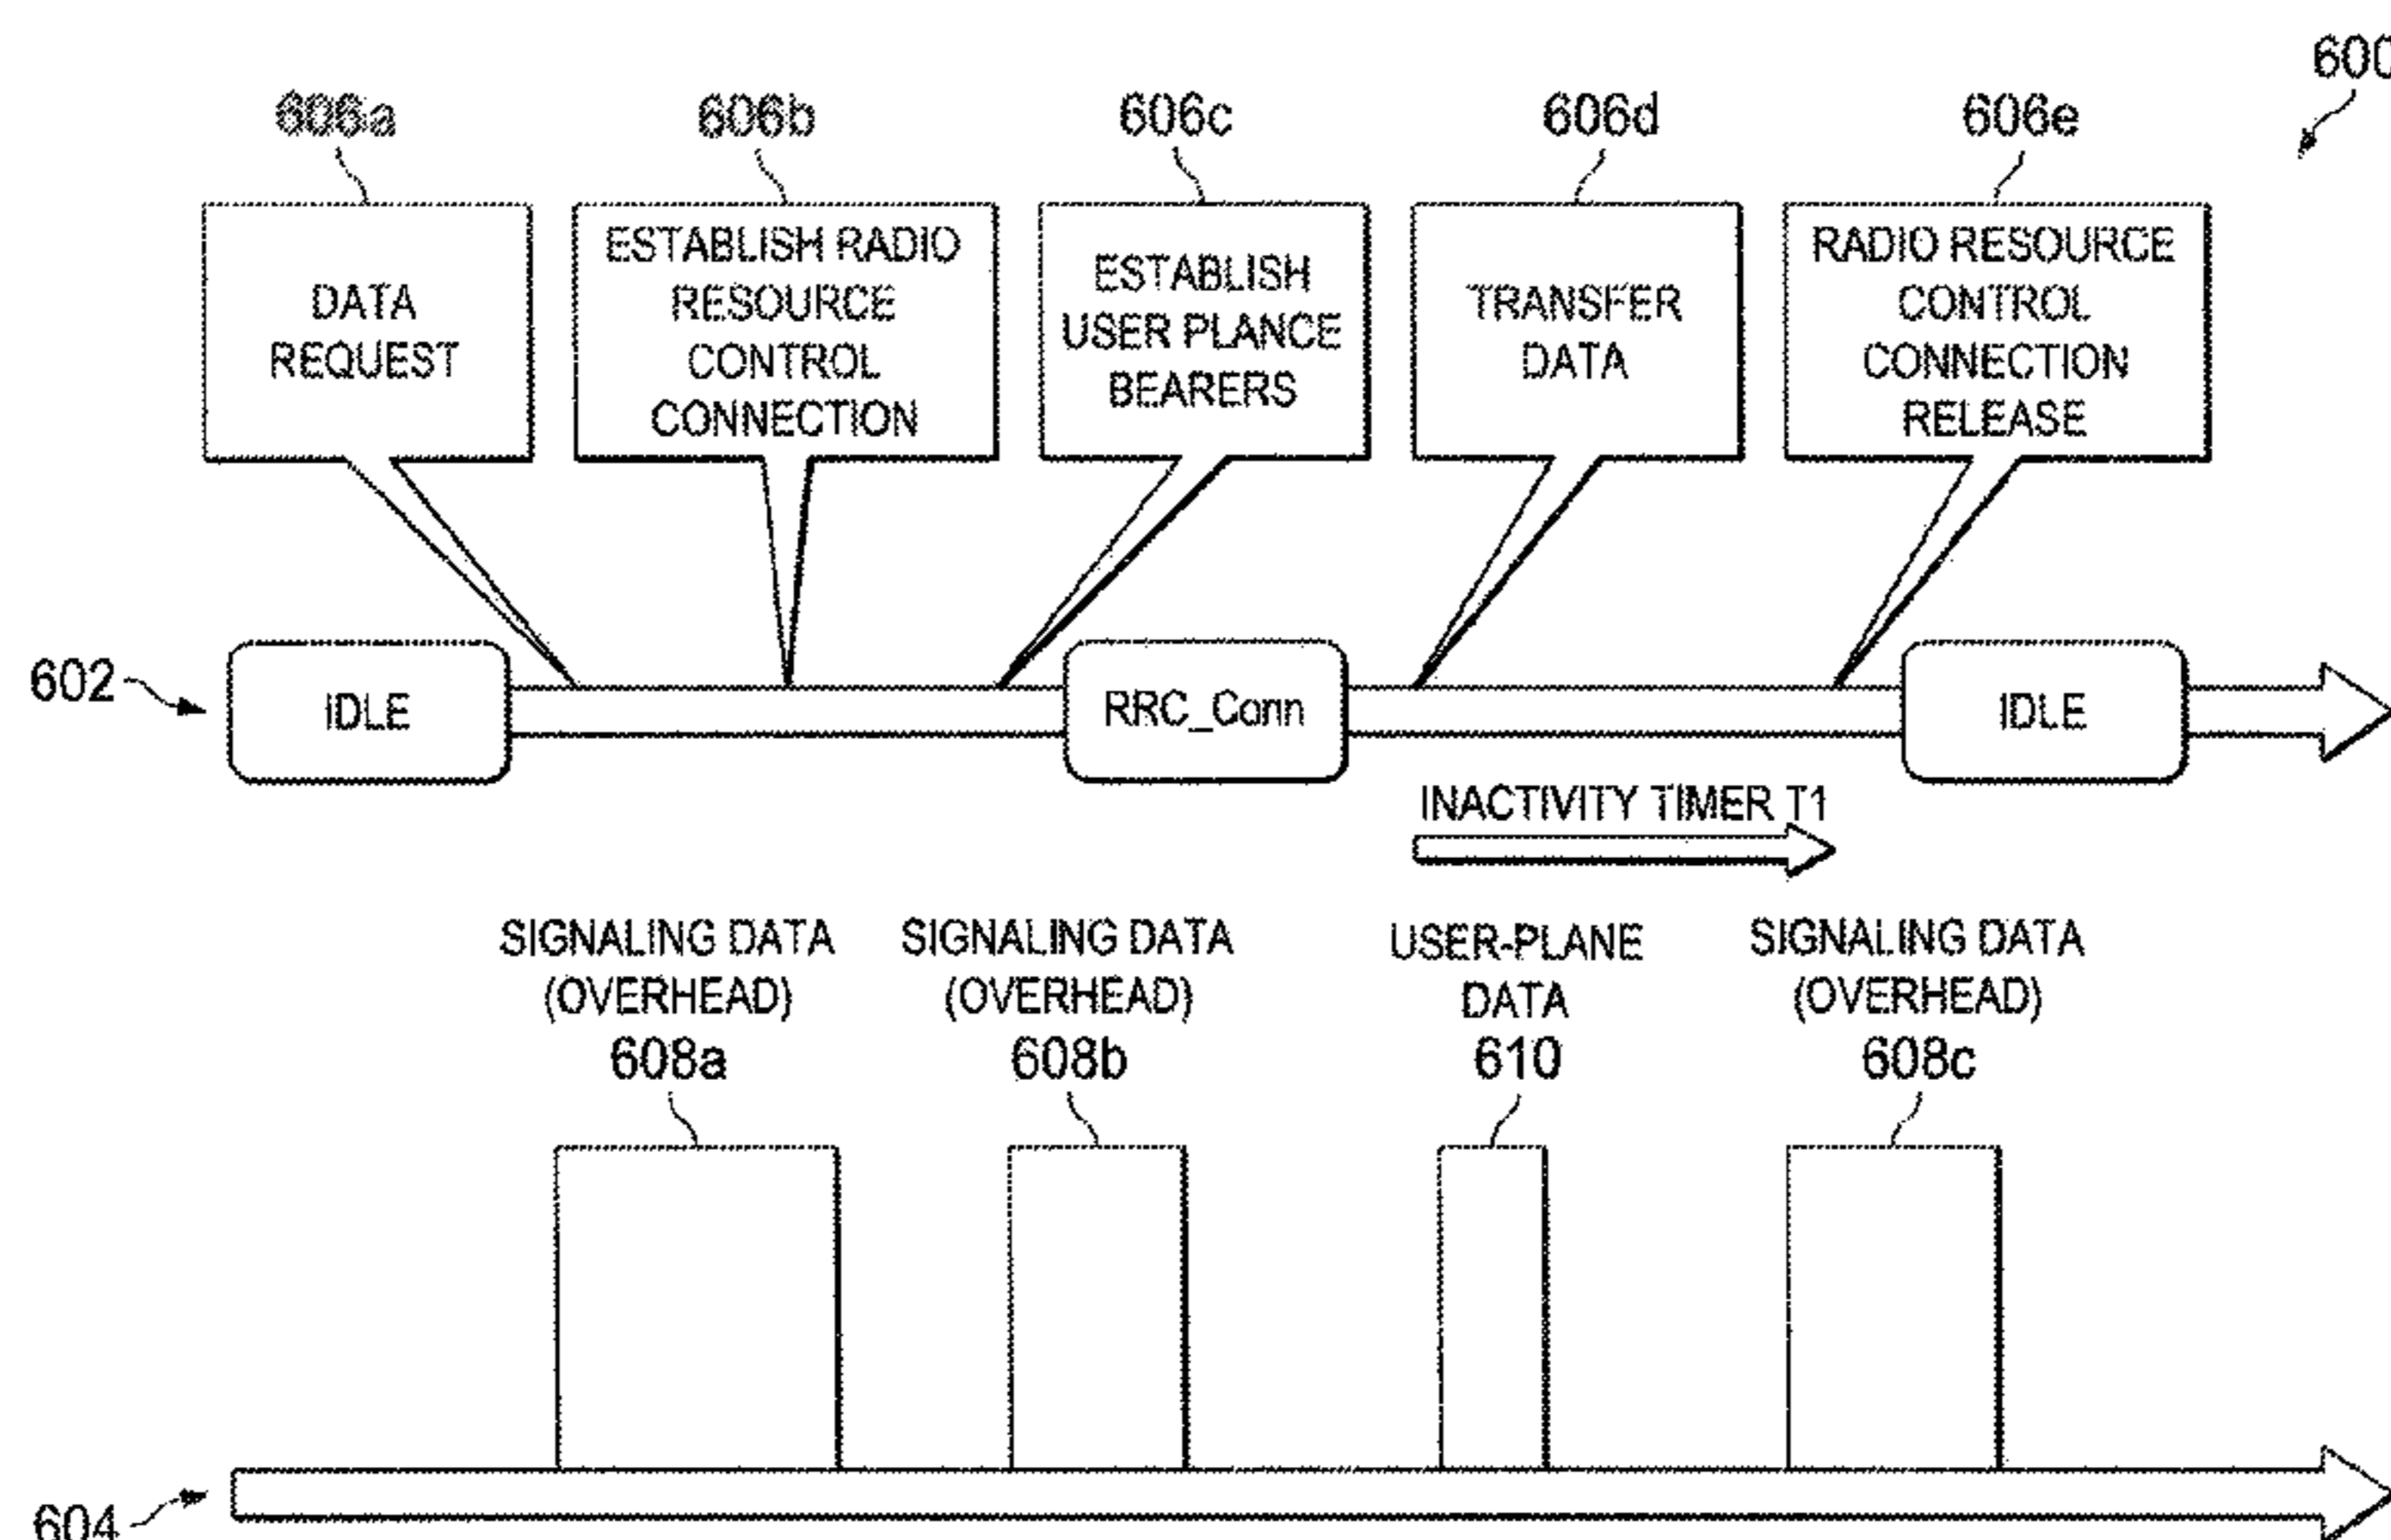 600
606a
606b
606c
606d
606e
DATA
REQUEST
ESTABLISH RADIO
RESOURCE
CONTROL
CONNECTION
ESTABLISH
USER PLANCE
BEARERS
TRANSFER
DATA
RADIO RESOURCE
CONTROL
CONNECTION
RELEASE
602
IDLE
RRC_Conn
IDLE
INACTIVITY TIMER T1
SIGNALING DATA
(OVERHEAD)
608a
SIGNALING DATA
(OVERHEAD)
608b
USER-PLANE
DATA
610
SIGNALING DATA
(OVERHEAD)
608c
604